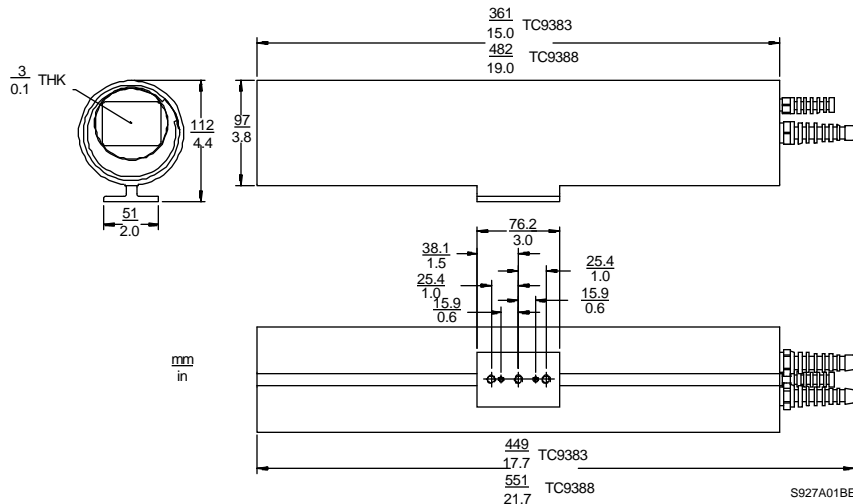 361
15.0 TC9383
482
19.0 TC9388
3
0.1 THK
112
4.4
97
3.8
51
2.0
76.2
3.0
38.1
1.5
25.4
1.0
25.4
1.0
15.9
0.6
15.9
0.6
mm
in
449
17.7 TC9383
551
21.7 TC9388
S927A01BE